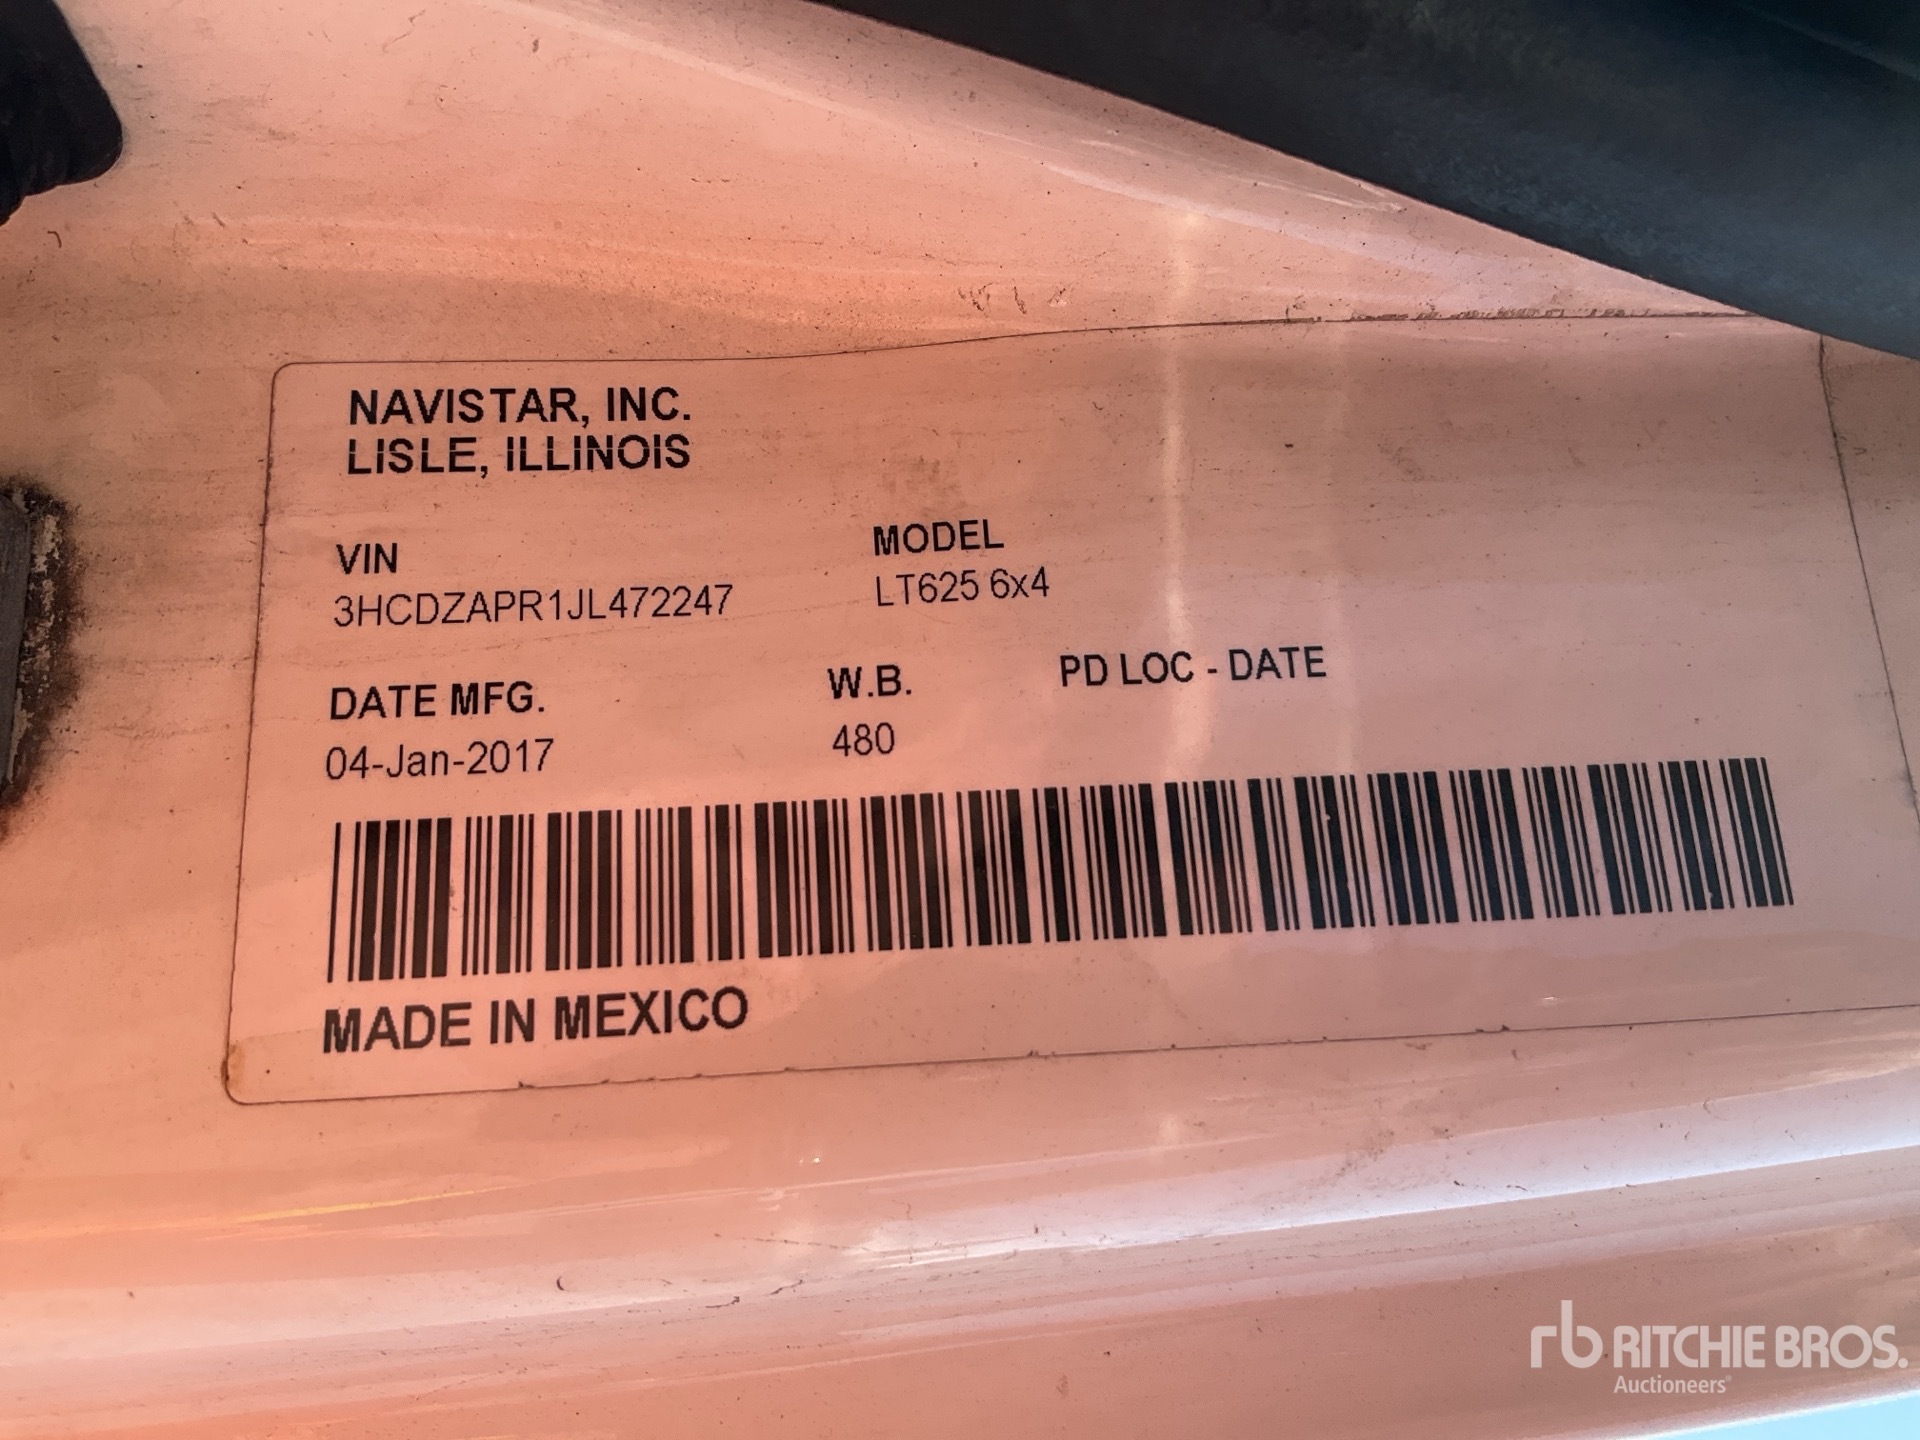 NAVISTAR, INC.
LISLE, ILLINOIS
VIN
3HCDZAPR1JL472247
MODEL
LT625 6x4
DATE MFG.
04-Jan-2017
W.B.
480
PD LOC - DATE
MADE IN MEXICO
rb RITCHIE BROS.
Auctioneers®